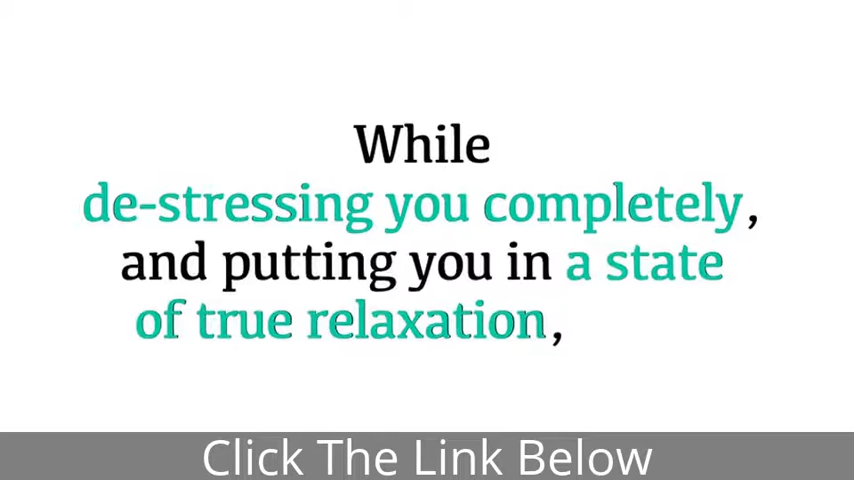 While
de-stressing you completely,
and putting you in a state
of true relaxation,
Click The Link Below